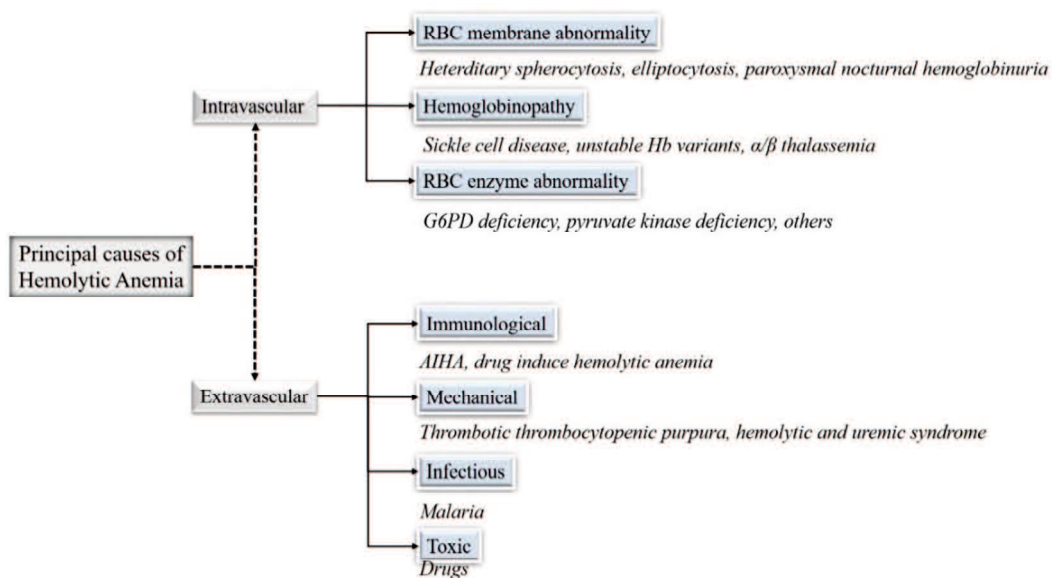 RBC membrane abnormality
Heterditary spherocytosis, elliptocytosis, paroxysmal nocturnal hemoglobinuria
Intravascular
Hemoglobinopathy
Sickle cell disease, unstable Hb variants, α/β thalassemia
RBC enzyme abnormality
G6PD deficiency, pyruvate kinase deficiency, others
Principal causes of
Hemolytic Anemia
Immunological
AIHA, drug induce hemolytic anemia
Extravascular
Mechanical
Thrombotic thrombocytopenic purpura, hemolytic and uremic syndrome
Infectious
Malaria
Toxic
Drugs